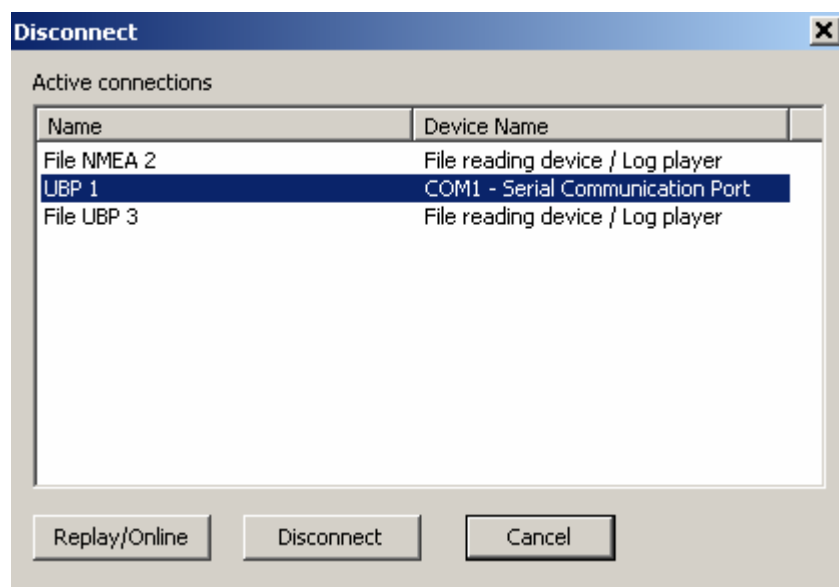 Disconnect
Active connections
Name Device Name
File NMEA 2 File reading device / Log player
UBP 1 COM1 - Serial Communication Port
File UBP 3 File reading device / Log player
Replay/Online Disconnect Cancel